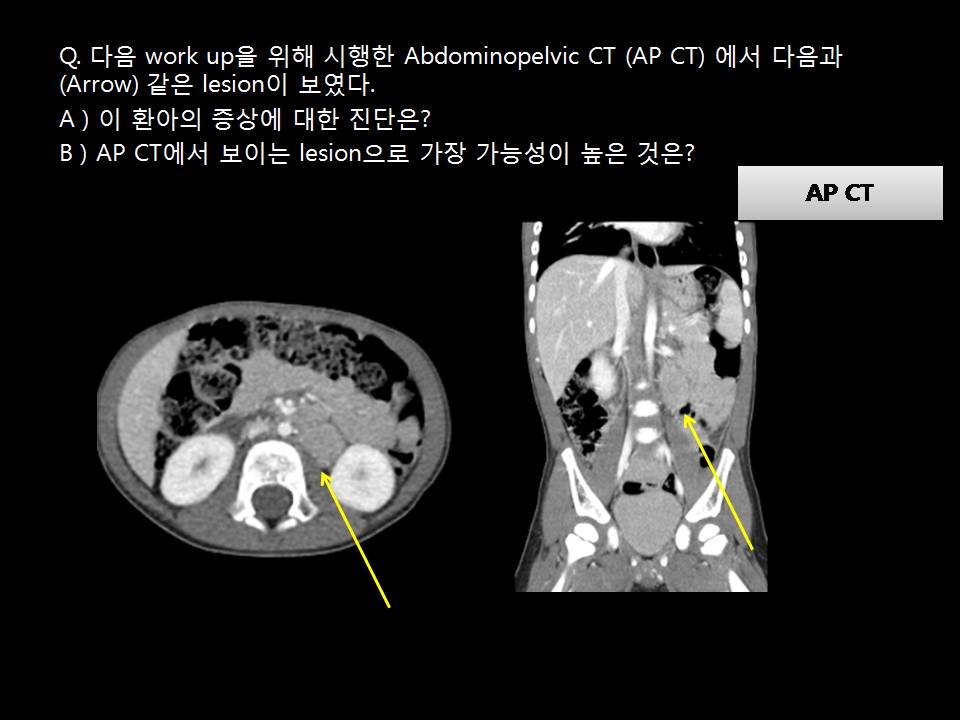 Q. 다음 work up을 위해 시행한 Abdominopelvic CT (AP CT) 에서 다음과
(Arrow) 같은 lesion이 보였다.
A ) 이 환아의 증상에 대한 진단은?
B ) AP CT에서 보이는 lesion으로 가장 가능성이 높은 것은?
AP CT